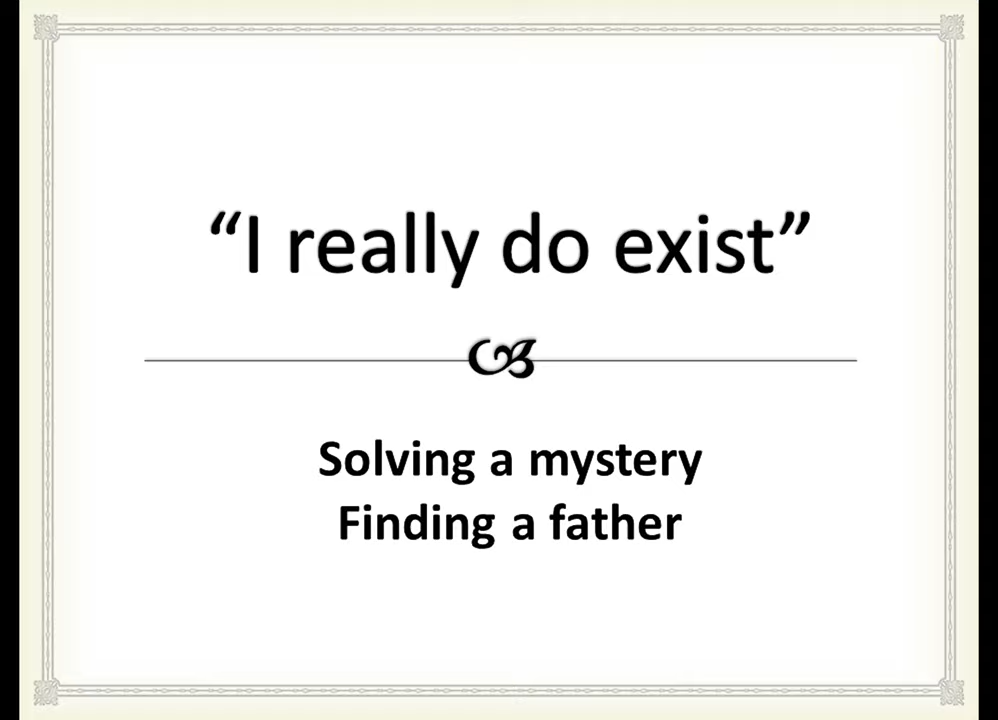 “I really do exist”
Solving a mystery
Finding a father